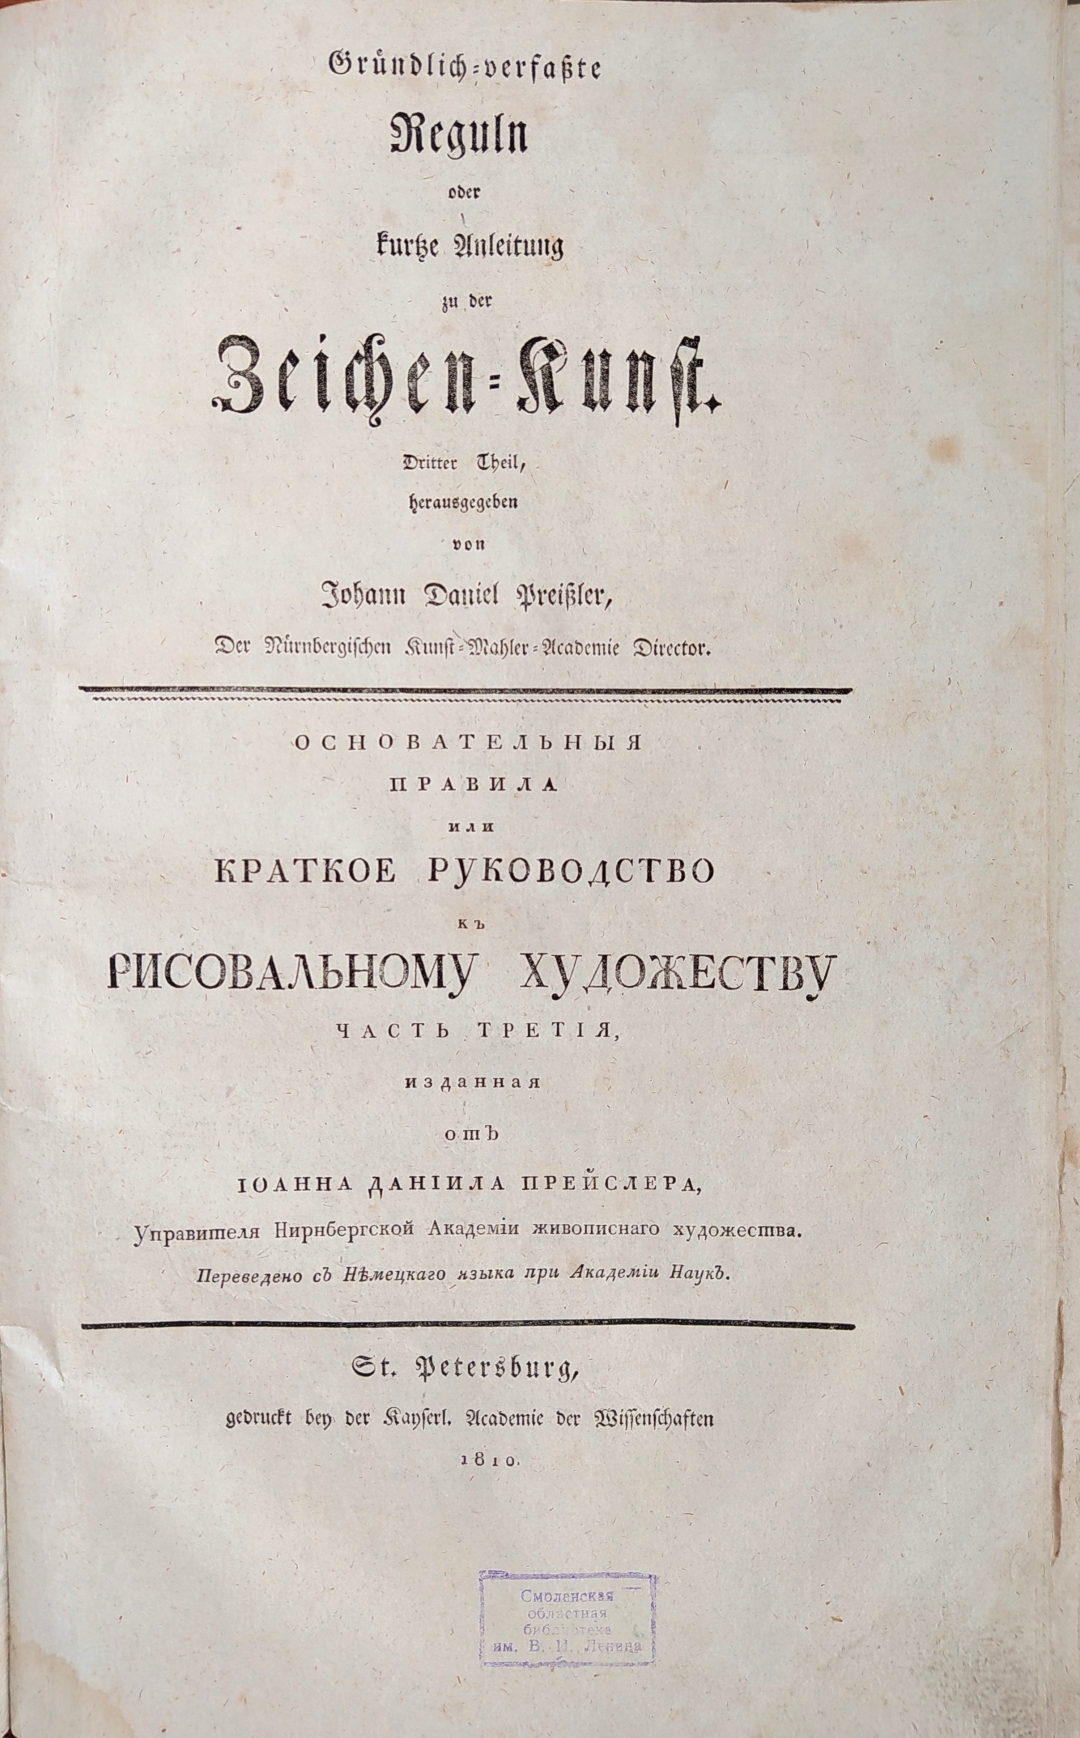 Gründlich-verfaßte
Reguln
oder
kurtze Anleitung
zu der
Zeichen-Kunst.
Dritter Theil,
herausgegeben
von
Johann Daniel Preißler,
Der Nürnbergischen Kunst-Mahler-Academie Director.
ОСНОВАТЕЛЬНЫЯ
ПРАВИЛА
или
КРАТКОЕ РУКОВОДСТВО
къ
РИСОВАЛЬНОМУ ХУДОЖЕСТВУ
ЧАСТЬ ТРЕТІЯ,
изданная
отъ
ІОАННА ДАНІИЛА ПРЕЙСЛЕРА,
Управителя Нирнбергской Академіи живописнаго художества.
Переведено съ Нѣмецкаго языка при Академіи Наукъ.
St. Petersburg,
gedruckt bey der Kayserl. Academie der Wissenschaften
1810.
Смоленская
областная
библиотека
им. В. И. Ленина